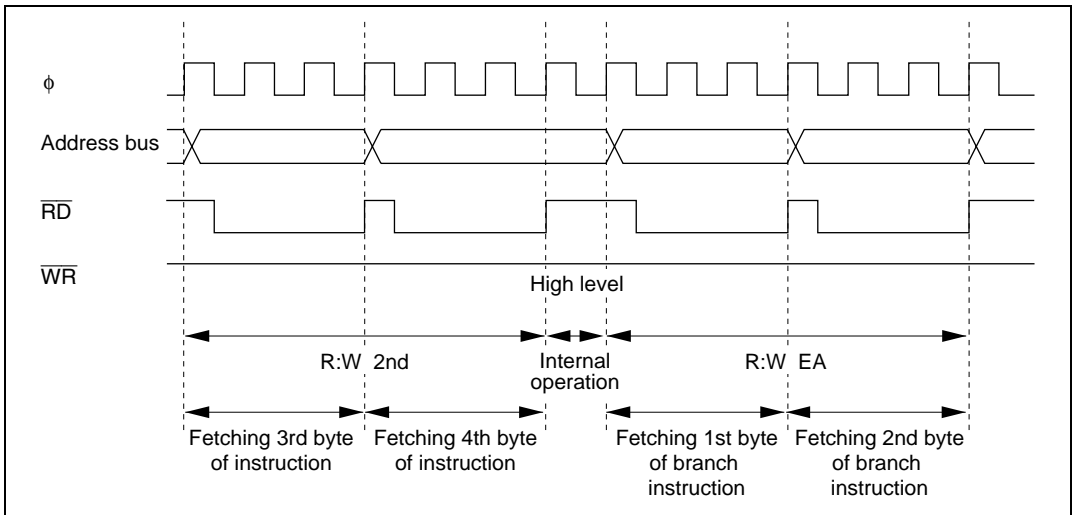 ϕ
Address bus
RD
WR
High level
R:W 2nd
Internal
operation
R:W EA
Fetching 3rd byte
of instruction
Fetching 4th byte
of instruction
Fetching 1st byte
of branch
instruction
Fetching 2nd byte
of branch
instruction